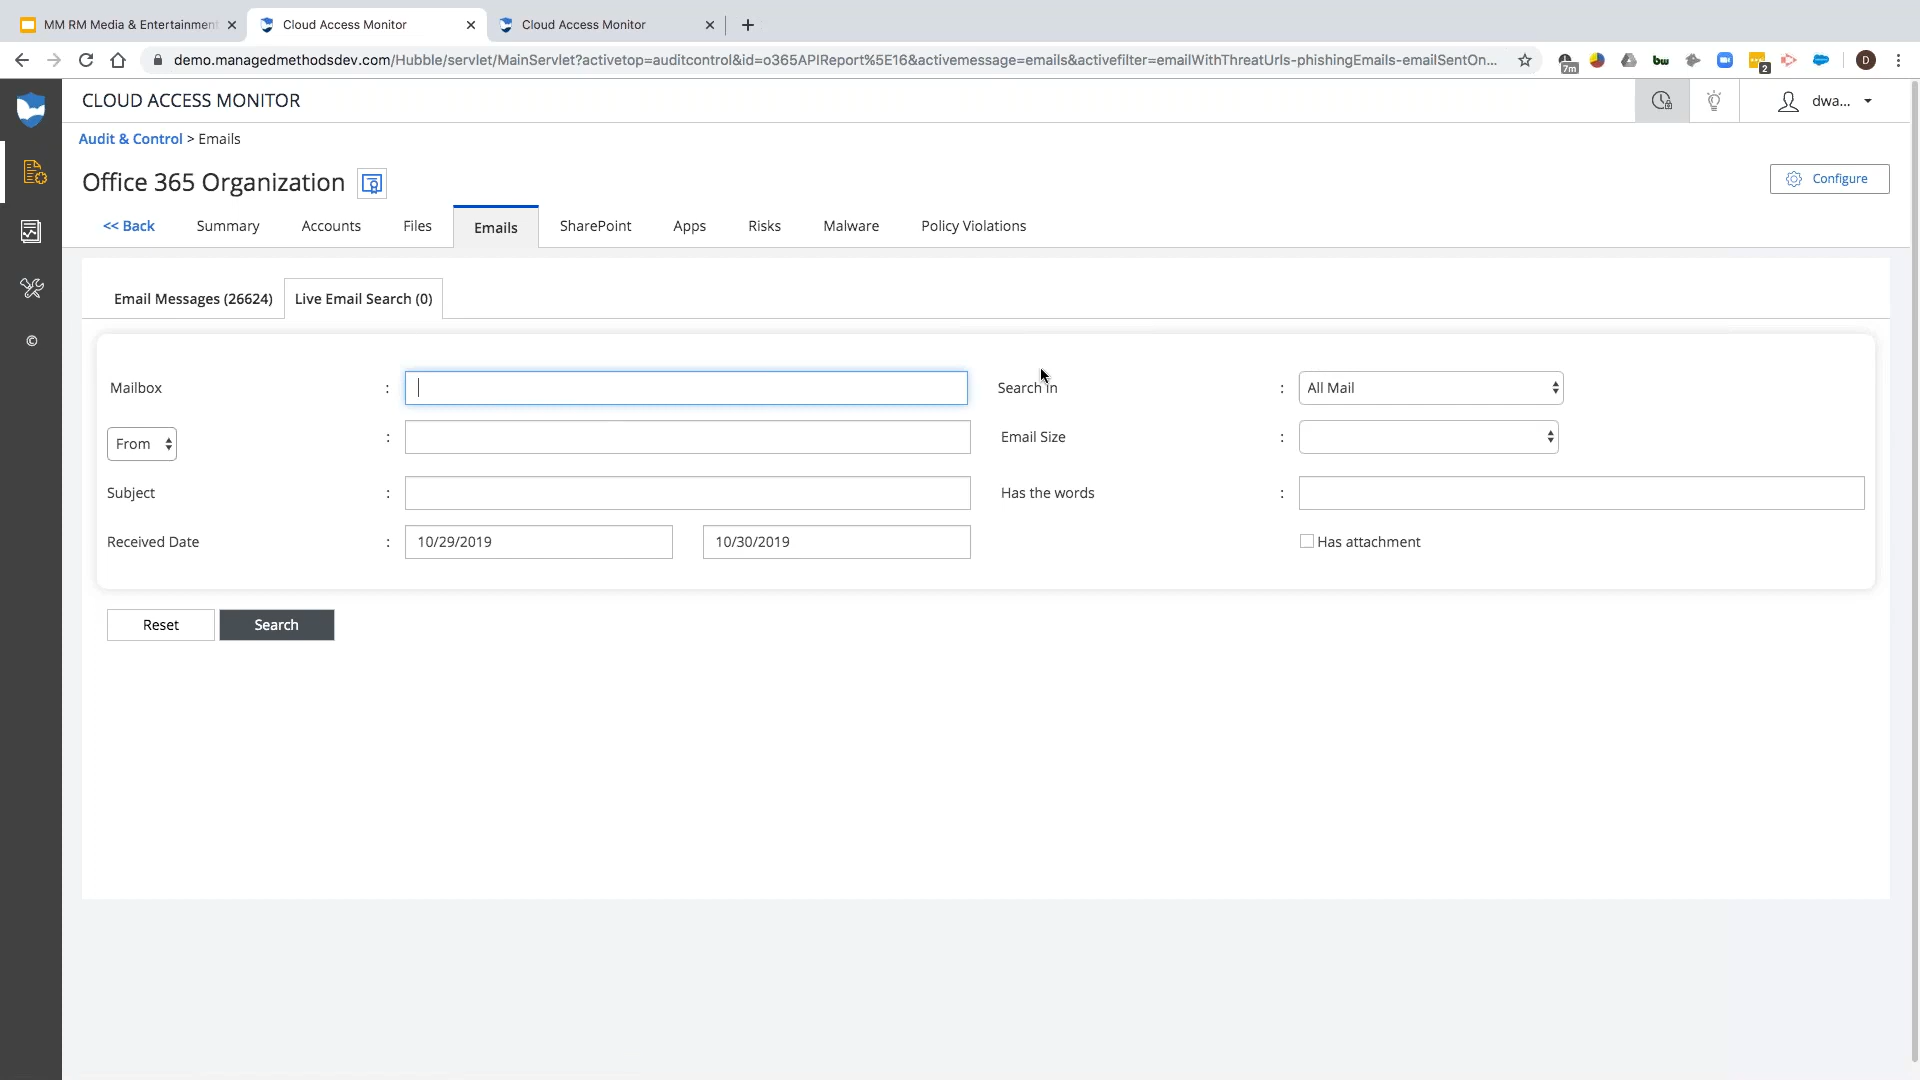 MM RM Media & Entertainment
Cloud Access Monitor
Cloud Access Monitor
demo.managedmethodsdev.com/Hubble/servlet/MainServlet?activetop=auditcontrol&id=o365APIReport%5E16&activemessage=emails&activefilter=emailWithThreatUrls-phishingEmails-emailSentOn...
7m
bw
2
D
CLOUD ACCESS MONITOR
dwa...
Audit & Control > Emails
Office 365 Organization
Configure
<< Back Summary Accounts Files Emails SharePoint Apps Risks Malware Policy Violations
Email Messages (26624) Live Email Search (0)
Mailbox : Search in : All Mail
From : Email Size :
Subject : Has the words :
Received Date : 10/29/2019 10/30/2019 Has attachment
Reset Search
©